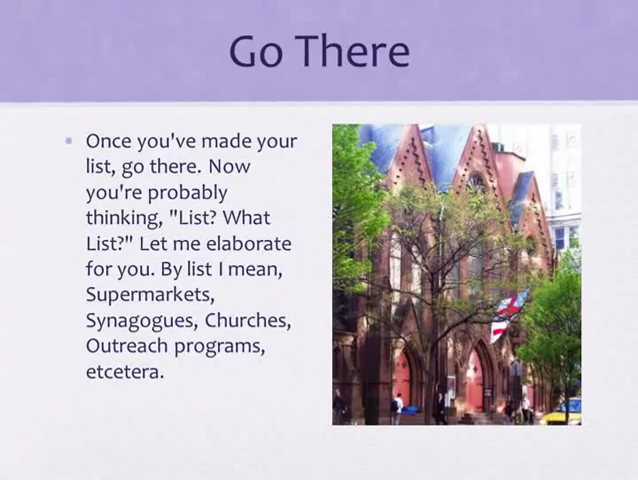 Go There
Once you've made your
list, go there. Now
you're probably
thinking, "List? What
List?" Let me elaborate
for you. By list I mean,
Supermarkets,
Synagogues, Churches,
Outreach programs,
etcetera.